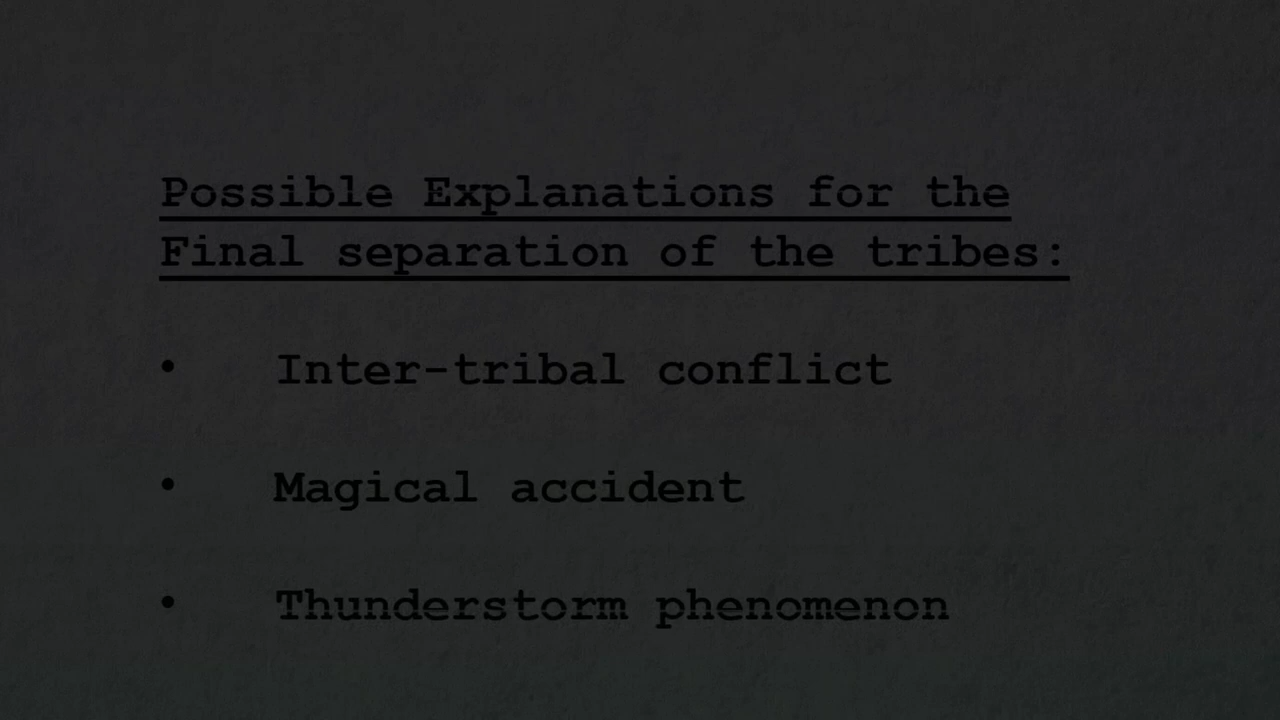 Possible Explanations for the
Final separation of the tribes:
• Inter-tribal conflict
• Magical accident
• Thunderstorm phenomenon